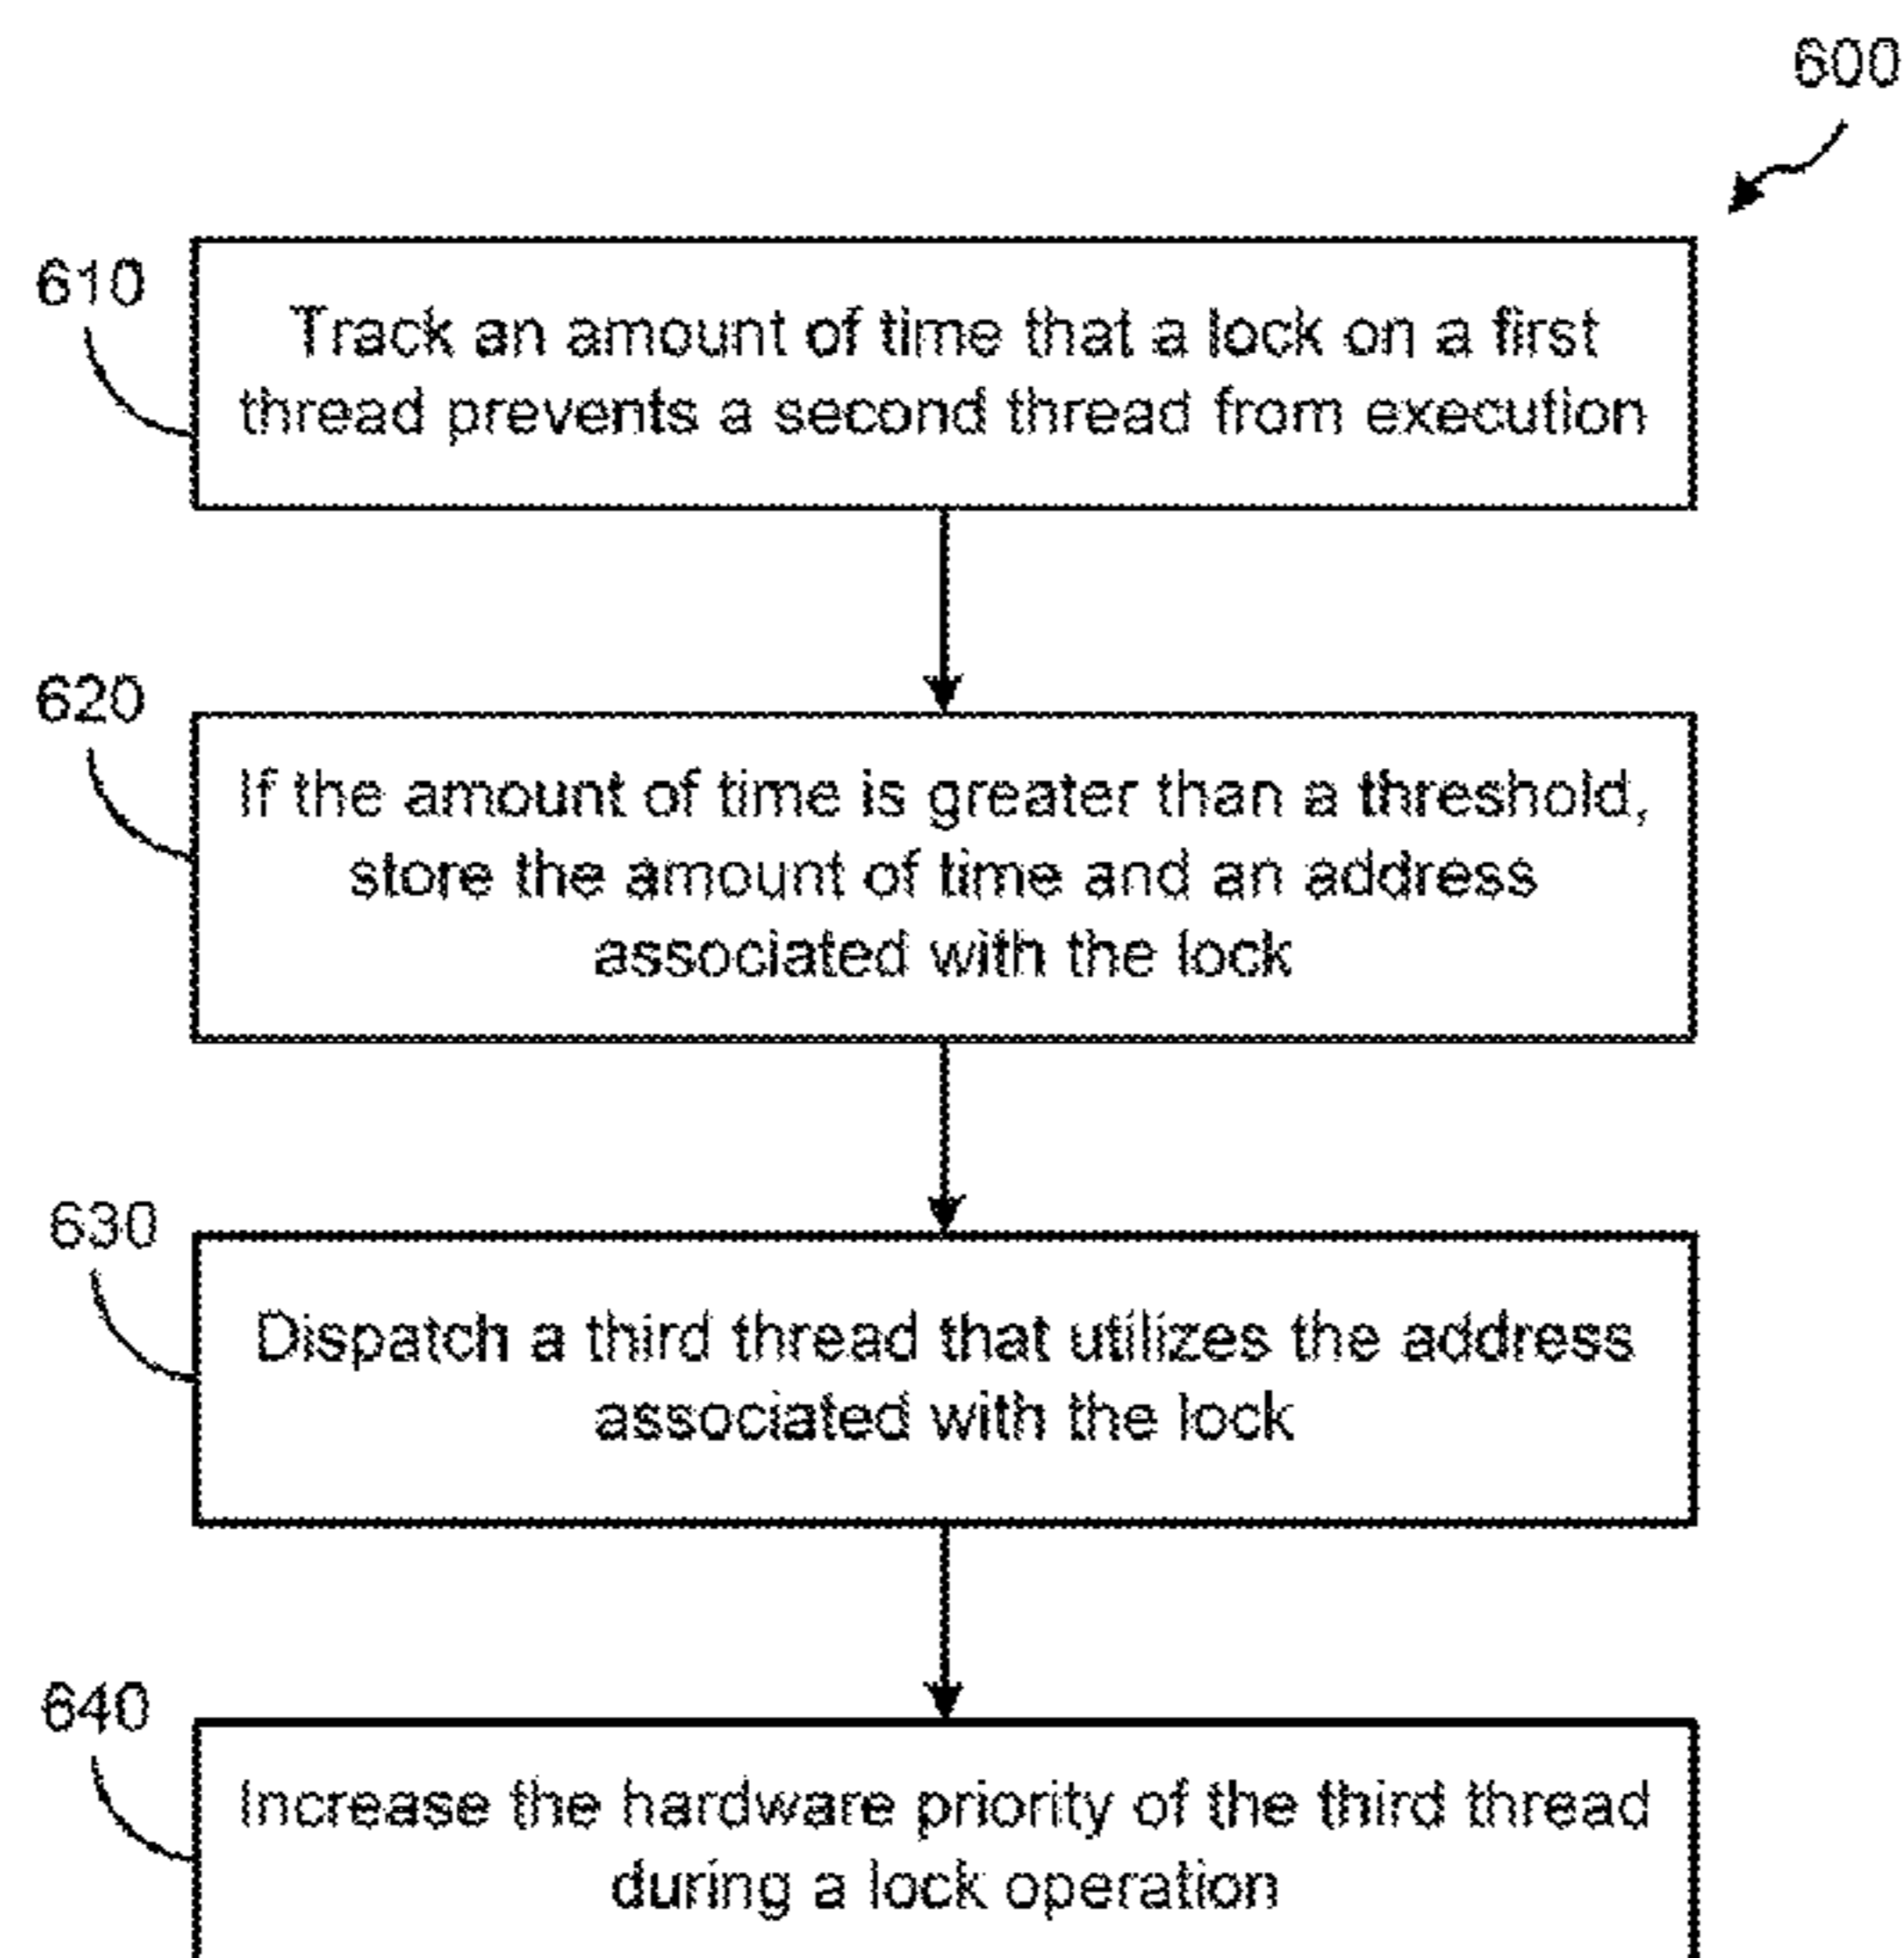 600
610
Track an amount of time that a lock on a first
thread prevents a second thread from execution
620
If the amount of time is greater than a threshold,
store the amount of time and an address
associated with the lock
630
Dispatch a third thread that utilizes the address
associated with the lock
640
Increase the hardware priority of the third thread
during a lock operation